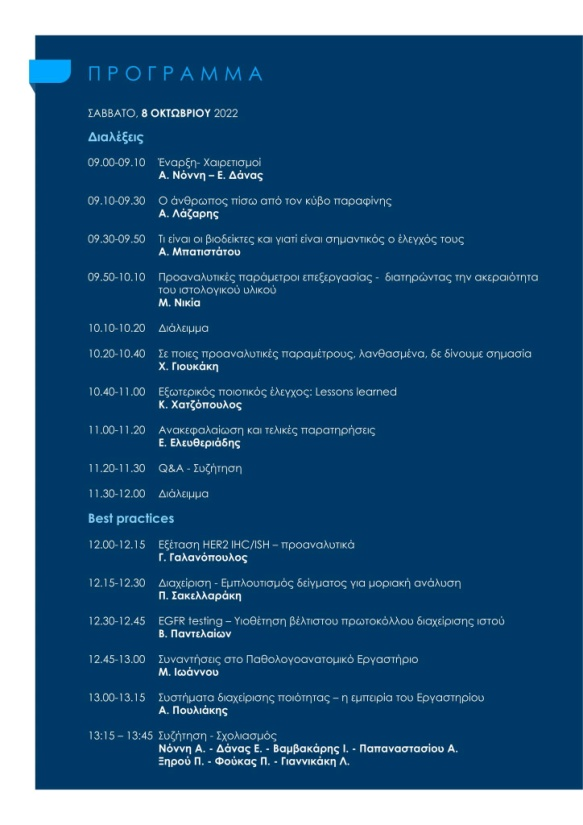 ΠΡΟΓΡΑΜΜΑ
ΣΑΒΒΑΤΟ, 8 ΟΚΤΩΒΡΙΟΥ 2022
Διαλέξεις
09.00-09.10 Έναρξη- Χαιρετισμοί
Α. Νόννη – Ε. Δάνας
09.10-09.30 Ο άνθρωπος πίσω από τον κύβο παραφίνης
Α. Λάζαρης
09.30-09.50 Τι είναι οι βιοδείκτες και γιατί είναι σημαντικός ο έλεγχός τους
Α. Μπατιστάτου
09.50-10.10 Προαναλυτικές παράμετροι επεξεργασίας - διατηρώντας την ακεραιότητα
του ιστολογικού υλικού
Μ. Νικία
10.10-10.20 Διάλειμμα
10.20-10.40 Σε ποιες προαναλυτικές παραμέτρους, λανθασμένα, δε δίνουμε σημασία
Χ. Γιουκάκη
10.40-11.00 Εξωτερικός ποιοτικός έλεγχος: Lessons learned
Κ. Χατζόπουλος
11.00-11.20 Ανακεφαλαίωση και τελικές παρατηρήσεις
Ε. Ελευθεριάδης
11.20-11.30 Q&A - Συζήτηση
11.30-12.00 Διάλειμμα
Best practices
12.00-12.15 Εξέταση HER2 IHC/ISH – προαναλυτικά
Γ. Γαλανόπουλος
12.15-12.30 Διαχείριση - Εμπλουτισμός δείγματος για μοριακή ανάλυση
Π. Σακελλαράκη
12.30-12.45 EGFR testing – Υιοθέτηση βέλτιστου πρωτοκόλλου διαχείρισης ιστού
Β. Παντελαίων
12.45-13.00 Συναντήσεις στο Παθολογοανατομικό Εργαστήριο
Μ. Ιωάννου
13.00-13.15 Συστήματα διαχείρισης ποιότητας – η εμπειρία του Εργαστηρίου
Α. Πουλιάκης
13:15 – 13:45 Συζήτηση - Σχολιασμός
Νόννη Α. - Δάνας Ε. - Βαμβακάρης Ι. - Παπαναστασίου Α.
Ξηρού Π. - Φούκας Π. - Γιαννικάκη Λ.